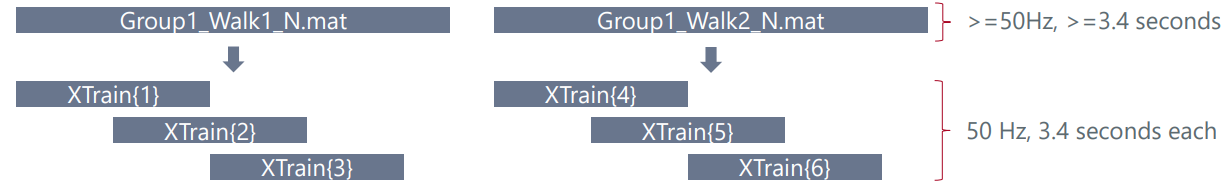 Group1_Walk1_N.mat
Group1_Walk2_N.mat
>=50Hz, >=3.4 seconds
XTrain{1}
XTrain{4}
XTrain{2}
XTrain{5}
50 Hz, 3.4 seconds each
XTrain{3}
XTrain{6}